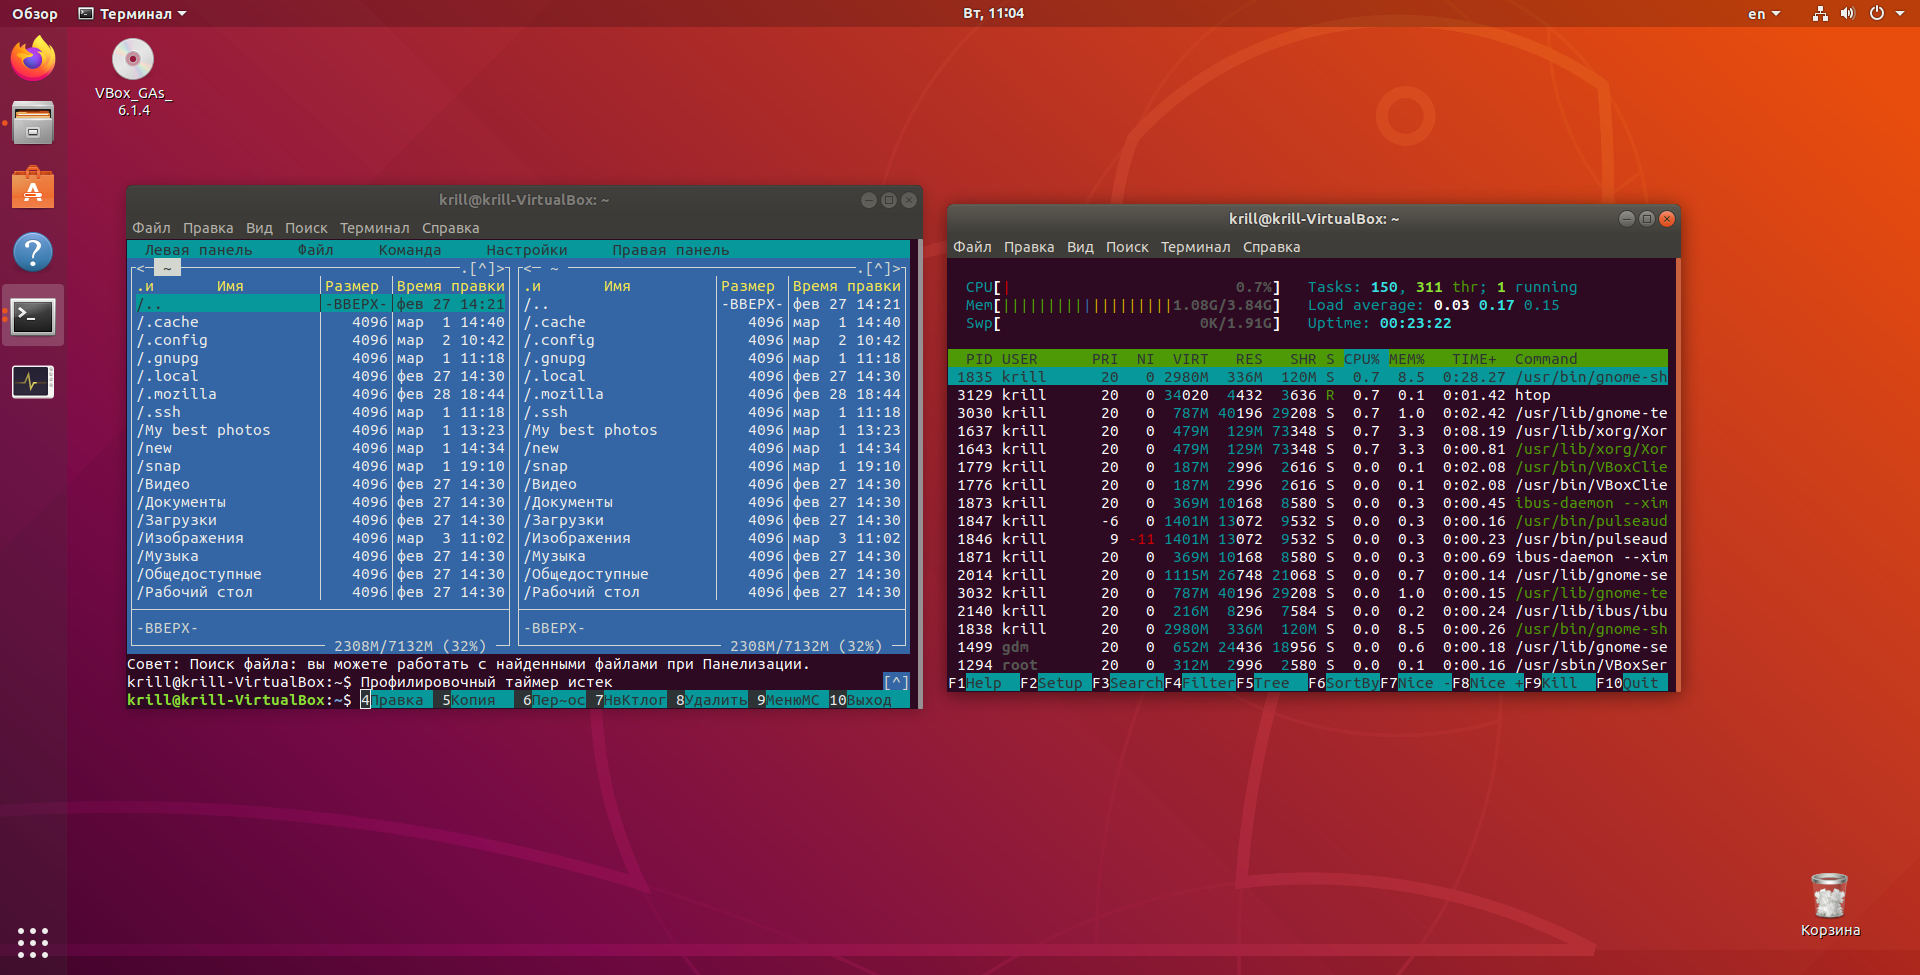 Обзор Терминал Вт, 11:04 en
VBox_GAs_
6.1.4
krill@krill-VirtualBox: ~
Файл Правка Вид Поиск Терминал Справка
Левая панель Файл Команда Настройки Правая панель
<─ ~ .[^]> <─ ~ .[^]>
.и Имя Размер Время правки .и Имя Размер Время правки
/.. -ВВЕРХ- фев 27 14:21 /.. -ВВЕРХ- фев 27 14:21
/.cache 4096 мар 1 14:40 /.cache 4096 мар 1 14:40
/.config 4096 мар 2 10:42 /.config 4096 мар 2 10:42
/.gnupg 4096 мар 1 11:18 /.gnupg 4096 мар 1 11:18
/.local 4096 фев 27 14:30 /.local 4096 фев 27 14:30
/.mozilla 4096 фев 28 18:44 /.mozilla 4096 фев 28 18:44
/.ssh 4096 мар 1 11:18 /.ssh 4096 мар 1 11:18
/My best photos 4096 мар 1 13:23 /My best photos 4096 мар 1 13:23
/new 4096 мар 1 14:34 /new 4096 мар 1 14:34
/snap 4096 мар 1 19:10 /snap 4096 мар 1 19:10
/Видео 4096 фев 27 14:30 /Видео 4096 фев 27 14:30
/Документы 4096 фев 27 14:30 /Документы 4096 фев 27 14:30
/Загрузки 4096 фев 27 14:30 /Загрузки 4096 фев 27 14:30
/Изображения 4096 мар 3 11:02 /Изображения 4096 мар 3 11:02
/Музыка 4096 фев 27 14:30 /Музыка 4096 фев 27 14:30
/Общедоступные 4096 фев 27 14:30 /Общедоступные 4096 фев 27 14:30
/Рабочий стол 4096 фев 27 14:30 /Рабочий стол 4096 фев 27 14:30
-ВВЕРХ- -ВВЕРХ-
2308M/7132M (32%) 2308M/7132M (32%)
Совет: Поиск файла: вы можете работать с найденными файлами при Панелизации.
krill@krill-VirtualBox:~$ Профилировочный таймер истек [^]
krill@krill-VirtualBox:~$ 4Правка 5Копия 6Пер~ос 7НвКтлог 8Удалить 9МенюMC 10Выход
krill@krill-VirtualBox: ~
Файл Правка Вид Поиск Терминал Справка
CPU[| 0.7%] Tasks: 150, 311 thr; 1 running
Mem[|||||||||||||||||||1.08G/3.84G] Load average: 0.03 0.17 0.15
Swp[ 0K/1.91G] Uptime: 00:23:22
PID USER PRI NI VIRT RES SHR S CPU% MEM% TIME+ Command
1835 krill 20 0 2980M 336M 120M S 0.7 8.5 0:28.27 /usr/bin/gnome-sh
3129 krill 20 0 34020 4432 3636 R 0.7 0.1 0:01.42 htop
3030 krill 20 0 787M 40196 29208 S 0.7 1.0 0:02.42 /usr/lib/gnome-te
1637 krill 20 0 479M 129M 73348 S 0.7 3.3 0:08.19 /usr/lib/xorg/Xor
1643 krill 20 0 479M 129M 73348 S 0.7 3.3 0:00.81 /usr/lib/xorg/Xor
1779 krill 20 0 187M 2996 2616 S 0.0 0.1 0:02.08 /usr/bin/VBoxClie
1776 krill 20 0 187M 2996 2616 S 0.0 0.1 0:02.08 /usr/bin/VBoxClie
1873 krill 20 0 369M 10168 8580 S 0.0 0.3 0:00.45 ibus-daemon --xim
1847 krill -6 0 1401M 13072 9532 S 0.0 0.3 0:00.16 /usr/bin/pulseaud
1846 krill 9 -11 1401M 13072 9532 S 0.0 0.3 0:00.23 /usr/bin/pulseaud
1871 krill 20 0 369M 10168 8580 S 0.0 0.3 0:00.69 ibus-daemon --xim
2014 krill 20 0 1115M 26748 21068 S 0.0 0.7 0:00.14 /usr/lib/gnome-se
3032 krill 20 0 787M 40196 29208 S 0.0 1.0 0:00.15 /usr/lib/gnome-te
2140 krill 20 0 216M 8296 7584 S 0.0 0.2 0:00.24 /usr/lib/ibus/ibu
1838 krill 20 0 2980M 336M 120M S 0.0 8.5 0:00.26 /usr/bin/gnome-sh
1499 gdm 20 0 652M 24436 18956 S 0.0 0.6 0:00.18 /usr/lib/gnome-se
1294 root 20 0 312M 2996 2580 S 0.0 0.1 0:00.16 /usr/sbin/VBoxSer
F1Help F2Setup F3SearchF4FilterF5Tree F6SortByF7Nice -F8Nice +F9Kill F10Quit
Корзина